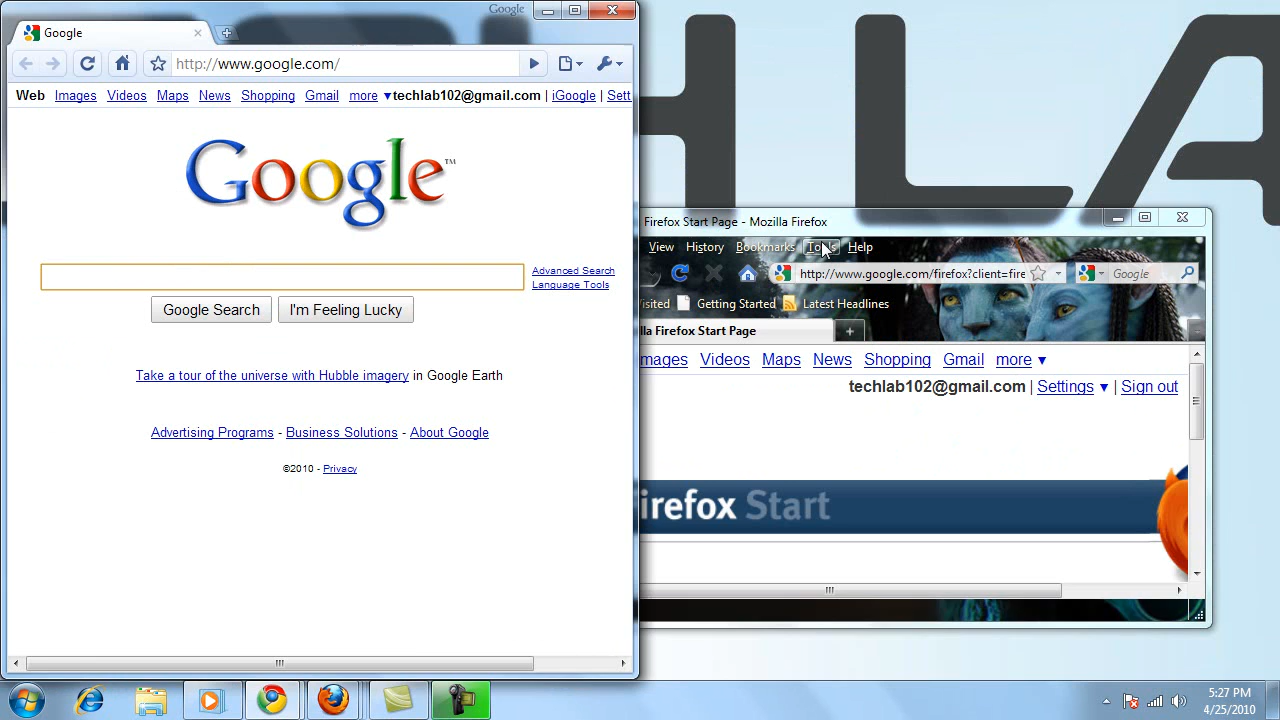 Google
Google
http://www.google.com/
Web Images Videos Maps News Shopping Gmail more ▼ techlab102@gmail.com | iGoogle | Sett
Google™
Advanced Search
Language Tools
Google Search I'm Feeling Lucky
Take a tour of the universe with Hubble imagery in Google Earth
Advertising Programs - Business Solutions - About Google
©2010 - Privacy
H LA
Firefox Start Page - Mozilla Firefox
View History Bookmarks Tools Help
http://www.google.com/firefox?client=fire Google
isited Getting Started Latest Headlines
lla Firefox Start Page
mages Videos Maps News Shopping Gmail more ▼
techlab102@gmail.com | Settings ▼ | Sign out
irefox Start
5:27 PM
4/25/2010